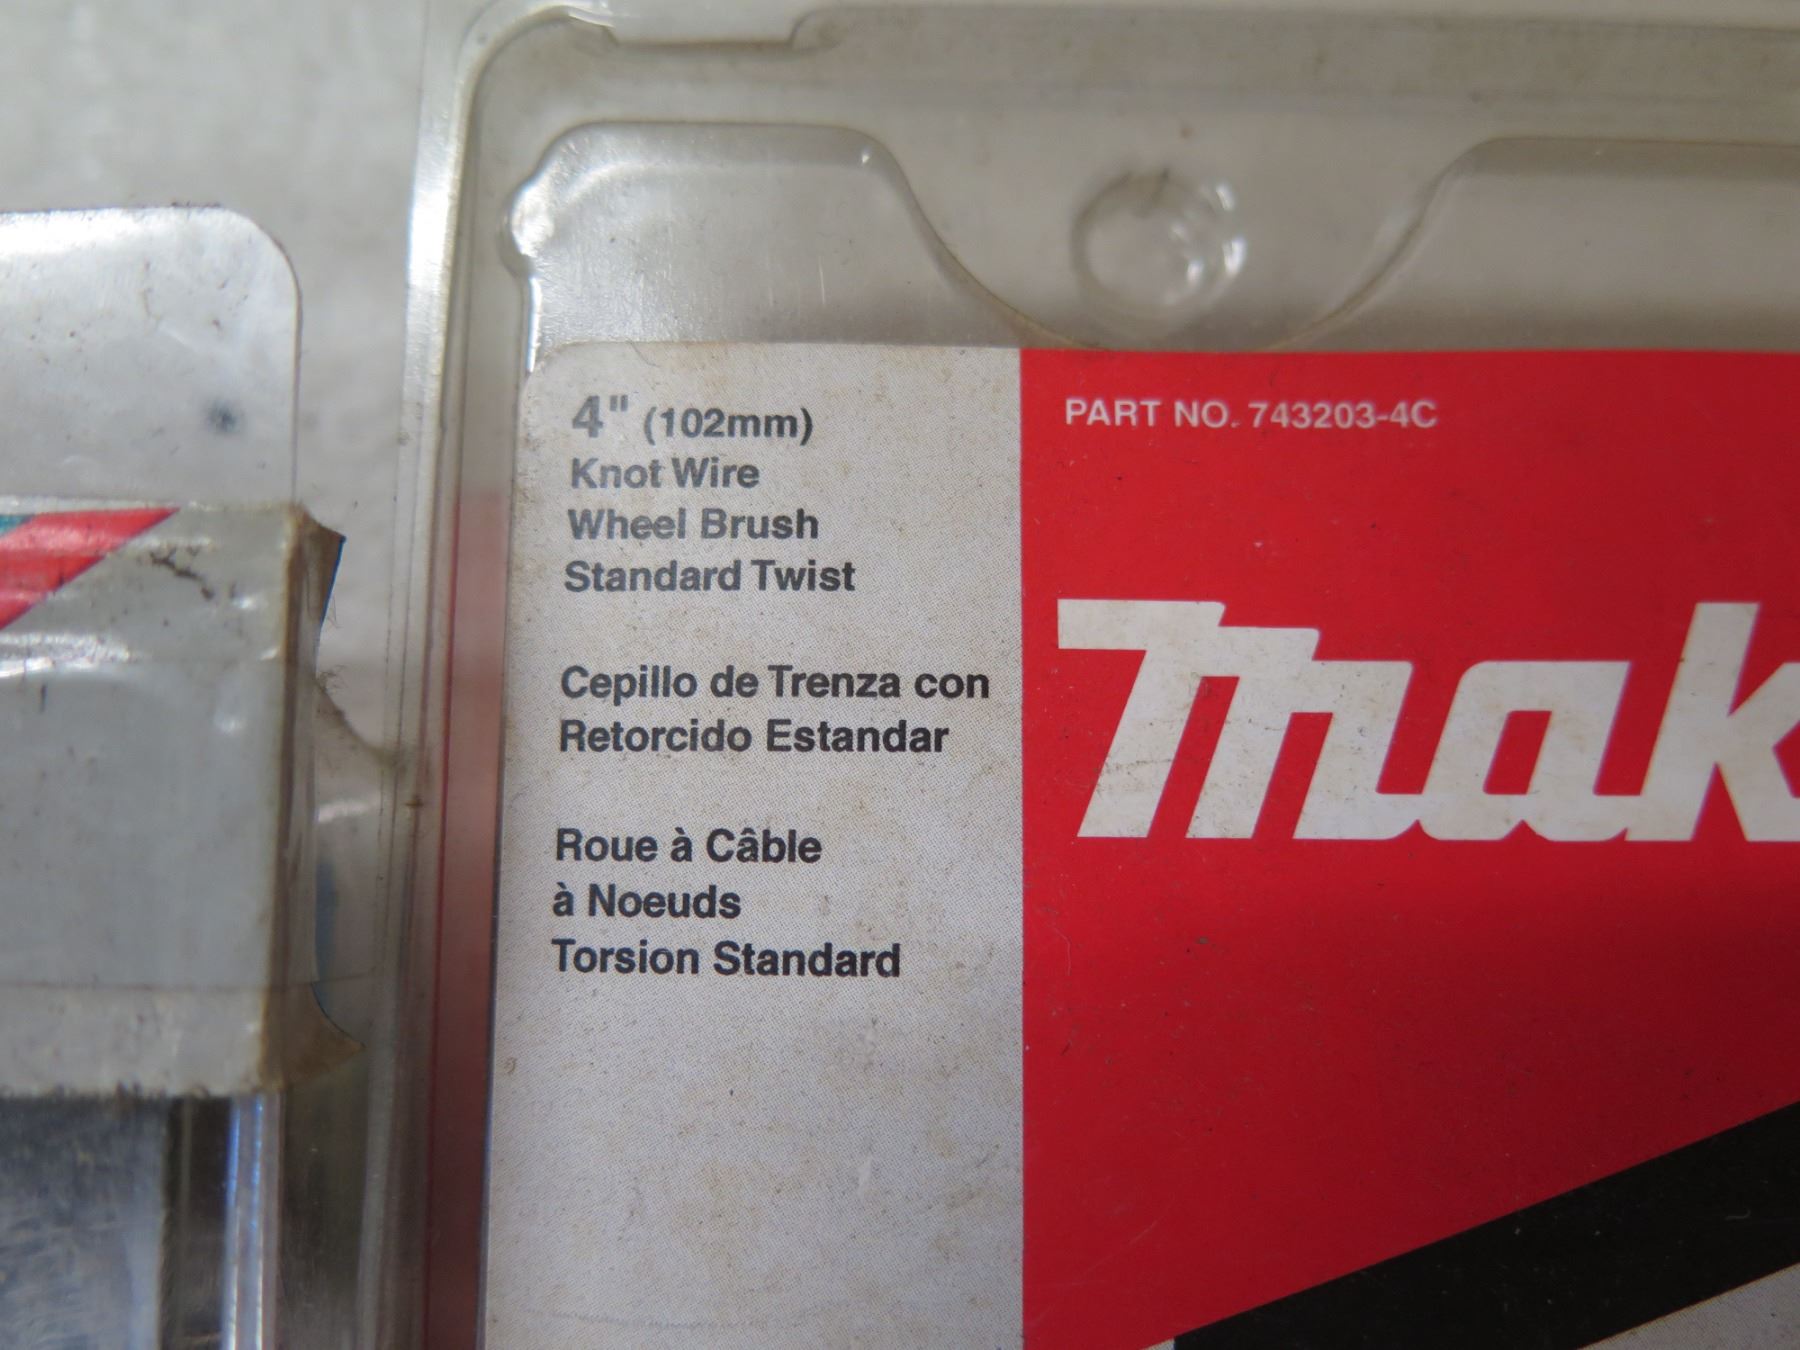 4" (102mm)
Knot Wire
Wheel Brush
Standard Twist
Cepillo de Trenza con
Retorcido Estandar
Roue à Câble
à Noeuds
Torsion Standard
PART NO. 743203-4C
Mak